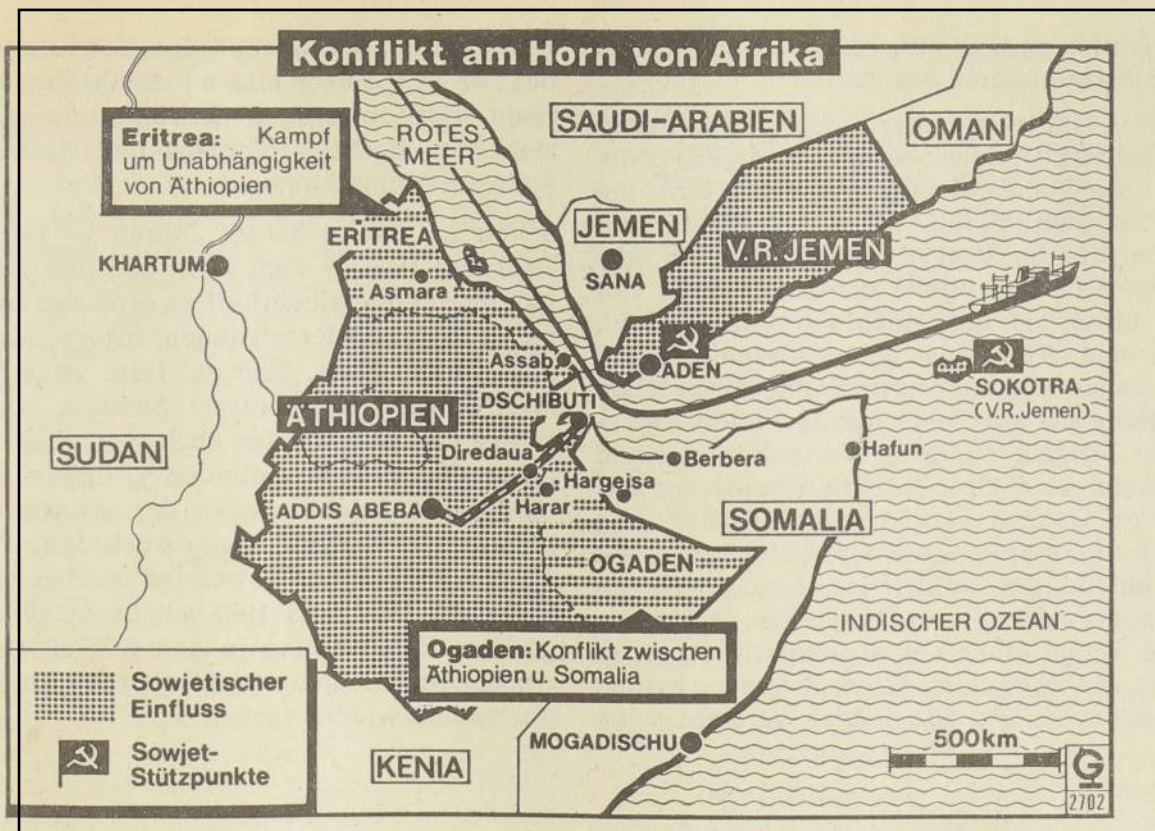 Konflikt am Horn von Afrika
Eritrea: Kampf
um Unabhängigkeit
von Äthiopien
ROTES
MEER
SAUDI-ARABIEN
OMAN
ERITREA
JEMEN
V.R. JEMEN
KHARTUM
SANA
Asmara
Assab
ADEN
SOKOTRA
(V.R. Jemen)
DSCHIBUTI
ÄTHIOPIEN
SUDAN
Diredaua
Berbera
Hafun
Hargeisa
Harar
ADDIS ABEBA
SOMALIA
OGADEN
INDISCHER OZEAN
Ogaden: Konflikt zwischen
Äthiopien u. Somalia
Sowjetischer
Einfluss
Sowjet-
Stützpunkte
KENIA
MOGADISCHU
500km
G
2702